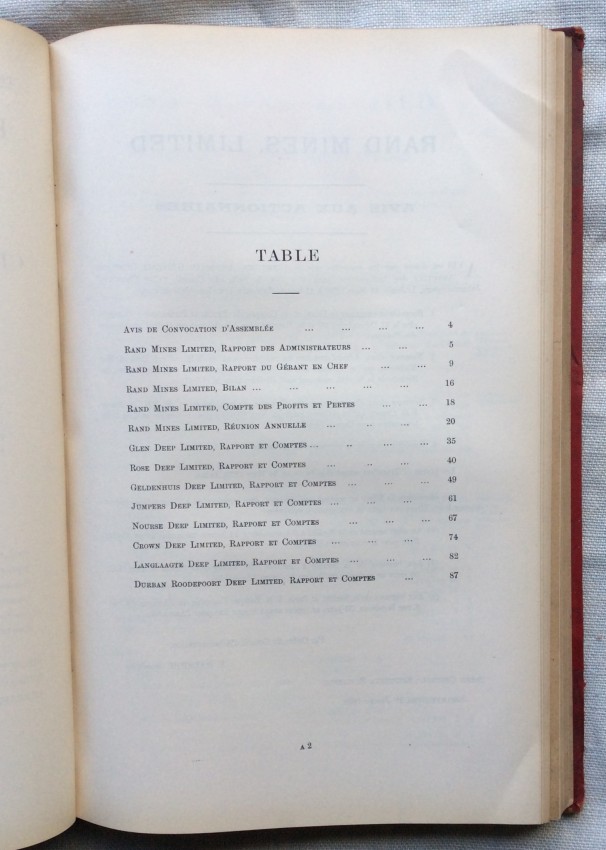 TABLE
AVIS DE CONVOCATION D'ASSEMBLÉE ... ... ... ... 4
RAND MINES LIMITED, RAPPORT DES ADMINISTRATEURS ... ... 5
RAND MINES LIMITED, RAPPORT DU GÉRANT EN CHEF ... ... 9
RAND MINES LIMITED, BILAN ... ... ... ... ... 16
RAND MINES LIMITED, COMPTE DES PROFITS ET PERTES ... ... 18
RAND MINES LIMITED, RÉUNION ANNUELLE ... ... ... 20
GLEN DEEP LIMITED, RAPPORT ET COMPTES ... .. ... ... 35
ROSE DEEP LIMITED, RAPPORT ET COMPTES ... .. ... 40
GELDENHUIS DEEP LIMITED, RAPPORT ET COMPTES ... ... ... 49
JUMPERS DEEP LIMITED, RAPPORT ET COMPTES ... ... ... 61
NOURSE DEEP LIMITED, RAPPORT ET COMPTES ... ... ... 67
CROWN DEEP LIMITED, RAPPORT ET COMPTES ... ... ... 74
LANGLAAGTE DEEP LIMITED, RAPPORT ET COMPTES ... ... ... 82
DURBAN ROODEPOORT DEEP LIMITED, RAPPORT ET COMPTES ... 87
A 2